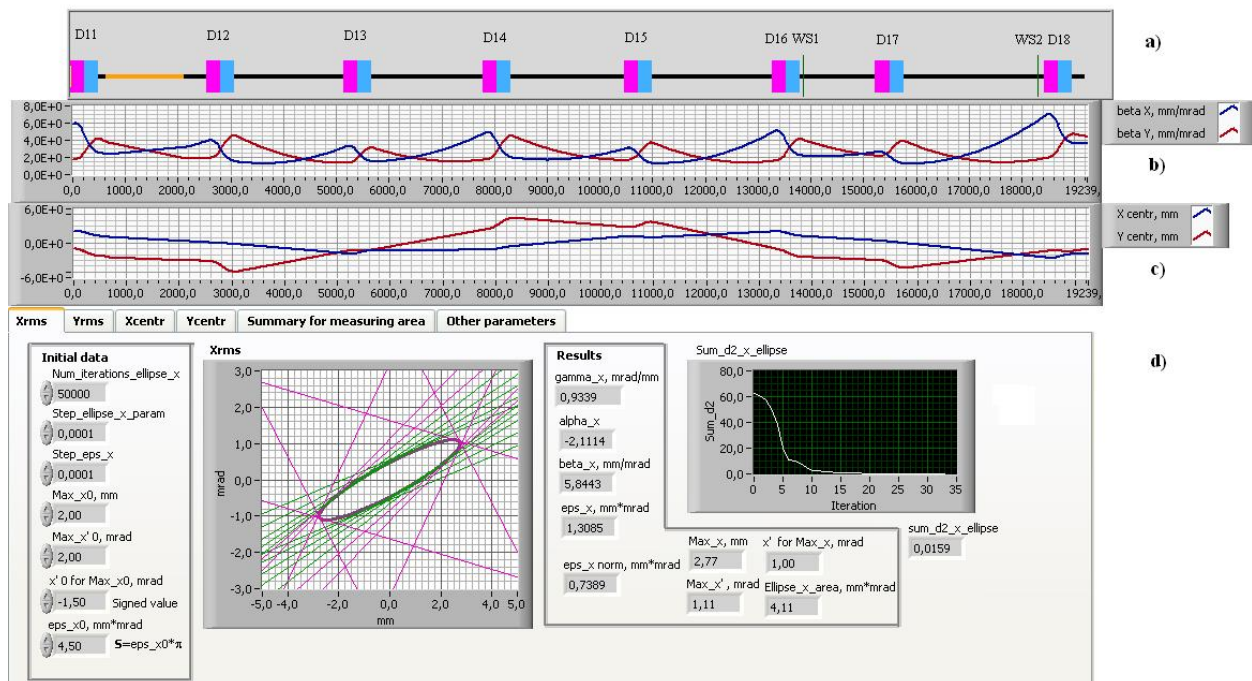 D11 D12 D13 D14 D15 D16 WS1 D17 WS2 D18
a)
8,0E+0
6,0E+0
4,0E+0
2,0E+0
0,0E+0
0,0 1000,0 2000,0 3000,0 4000,0 5000,0 6000,0 7000,0 8000,0 9000,0 10000,0 11000,0 12000,0 13000,0 14000,0 15000,0 16000,0 17000,0 18000,0 19239,
beta X, mm/mrad
beta Y, mm/mrad
b)
6,0E+0
0,0E+0
-6,0E+0
0,0 1000,0 2000,0 3000,0 4000,0 5000,0 6000,0 7000,0 8000,0 9000,0 10000,0 11000,0 12000,0 13000,0 14000,0 15000,0 16000,0 17000,0 18000,0 19239,
X centr, mm
Y centr, mm
c)
Xrms Yrms Xcentr Ycentr Summary for measuring area Other parameters
d)
Initial data
Num_iterations_ellipse_x
50000
Step_ellipse_x_param
0,0001
Step_eps_x
0,0001
Max_x0, mm
2,00
Max_x' 0, mrad
2,00
x' 0 for Max_x0, mrad
-1,50 Signed value
eps_x0, mm*mrad
4,50 S=eps_x0*π
Xrms
3,0
2,0
1,0
0,0
-1,0
-2,0
-3,0
mrad
-5,0 -4,0 -2,0 0,0 2,0 4,0 5,0
mm
Results
gamma_x, mrad/mm
0,9339
alpha_x
-2,1114
beta_x, mm/mrad
5,8443
eps_x, mm*mrad
1,3085
eps_x norm, mm*mrad
0,7389
Max_x, mm
2,77
x' for Max_x, mrad
1,00
Max_x', mrad
1,11
Ellipse_x_area, mm*mrad
4,11
Sum_d2_x_ellipse
80,0
60,0
40,0
20,0
0,0
Sum_d2
0 5 10 15 20 25 30 35
Iteration
sum_d2_x_ellipse
0,0159